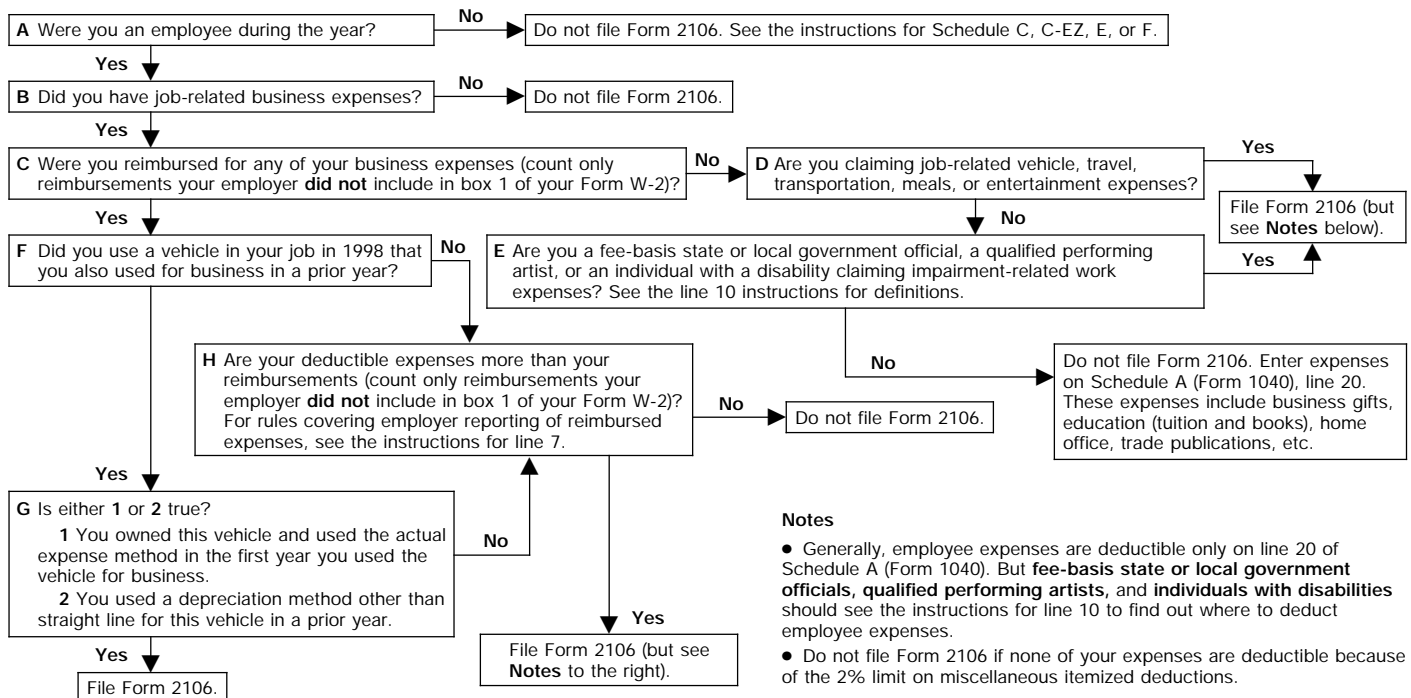 A Were you an employee during the year?
No
Do not file Form 2106. See the instructions for Schedule C, C-EZ, E, or F.
Yes
B Did you have job-related business expenses?
No
Do not file Form 2106.
Yes
C Were you reimbursed for any of your business expenses (count only
reimbursements your employer did not include in box 1 of your Form W-2)?
No
D Are you claiming job-related vehicle, travel,
transportation, meals, or entertainment expenses?
Yes
File Form 2106 (but
see Notes below).
Yes
No
F Did you use a vehicle in your job in 1998 that
you also used for business in a prior year?
No
E Are you a fee-basis state or local government official, a qualified performing
artist, or an individual with a disability claiming impairment-related work
expenses? See the line 10 instructions for definitions.
Yes
H Are your deductible expenses more than your
reimbursements (count only reimbursements your
employer did not include in box 1 of your Form W-2)?
For rules covering employer reporting of reimbursed
expenses, see the instructions for line 7.
No
Do not file Form 2106.
No
Do not file Form 2106. Enter expenses
on Schedule A (Form 1040), line 20.
These expenses include business gifts,
education (tuition and books), home
office, trade publications, etc.
Yes
G Is either 1 or 2 true?
1 You owned this vehicle and used the actual
expense method in the first year you used the
vehicle for business.
2 You used a depreciation method other than
straight line for this vehicle in a prior year.
No
Yes
File Form 2106.
Yes
File Form 2106 (but see
Notes to the right).
Notes
● Generally, employee expenses are deductible only on line 20 of
Schedule A (Form 1040). But fee-basis state or local government
officials, qualified performing artists, and individuals with disabilities
should see the instructions for line 10 to find out where to deduct
employee expenses.
● Do not file Form 2106 if none of your expenses are deductible because
of the 2% limit on miscellaneous itemized deductions.